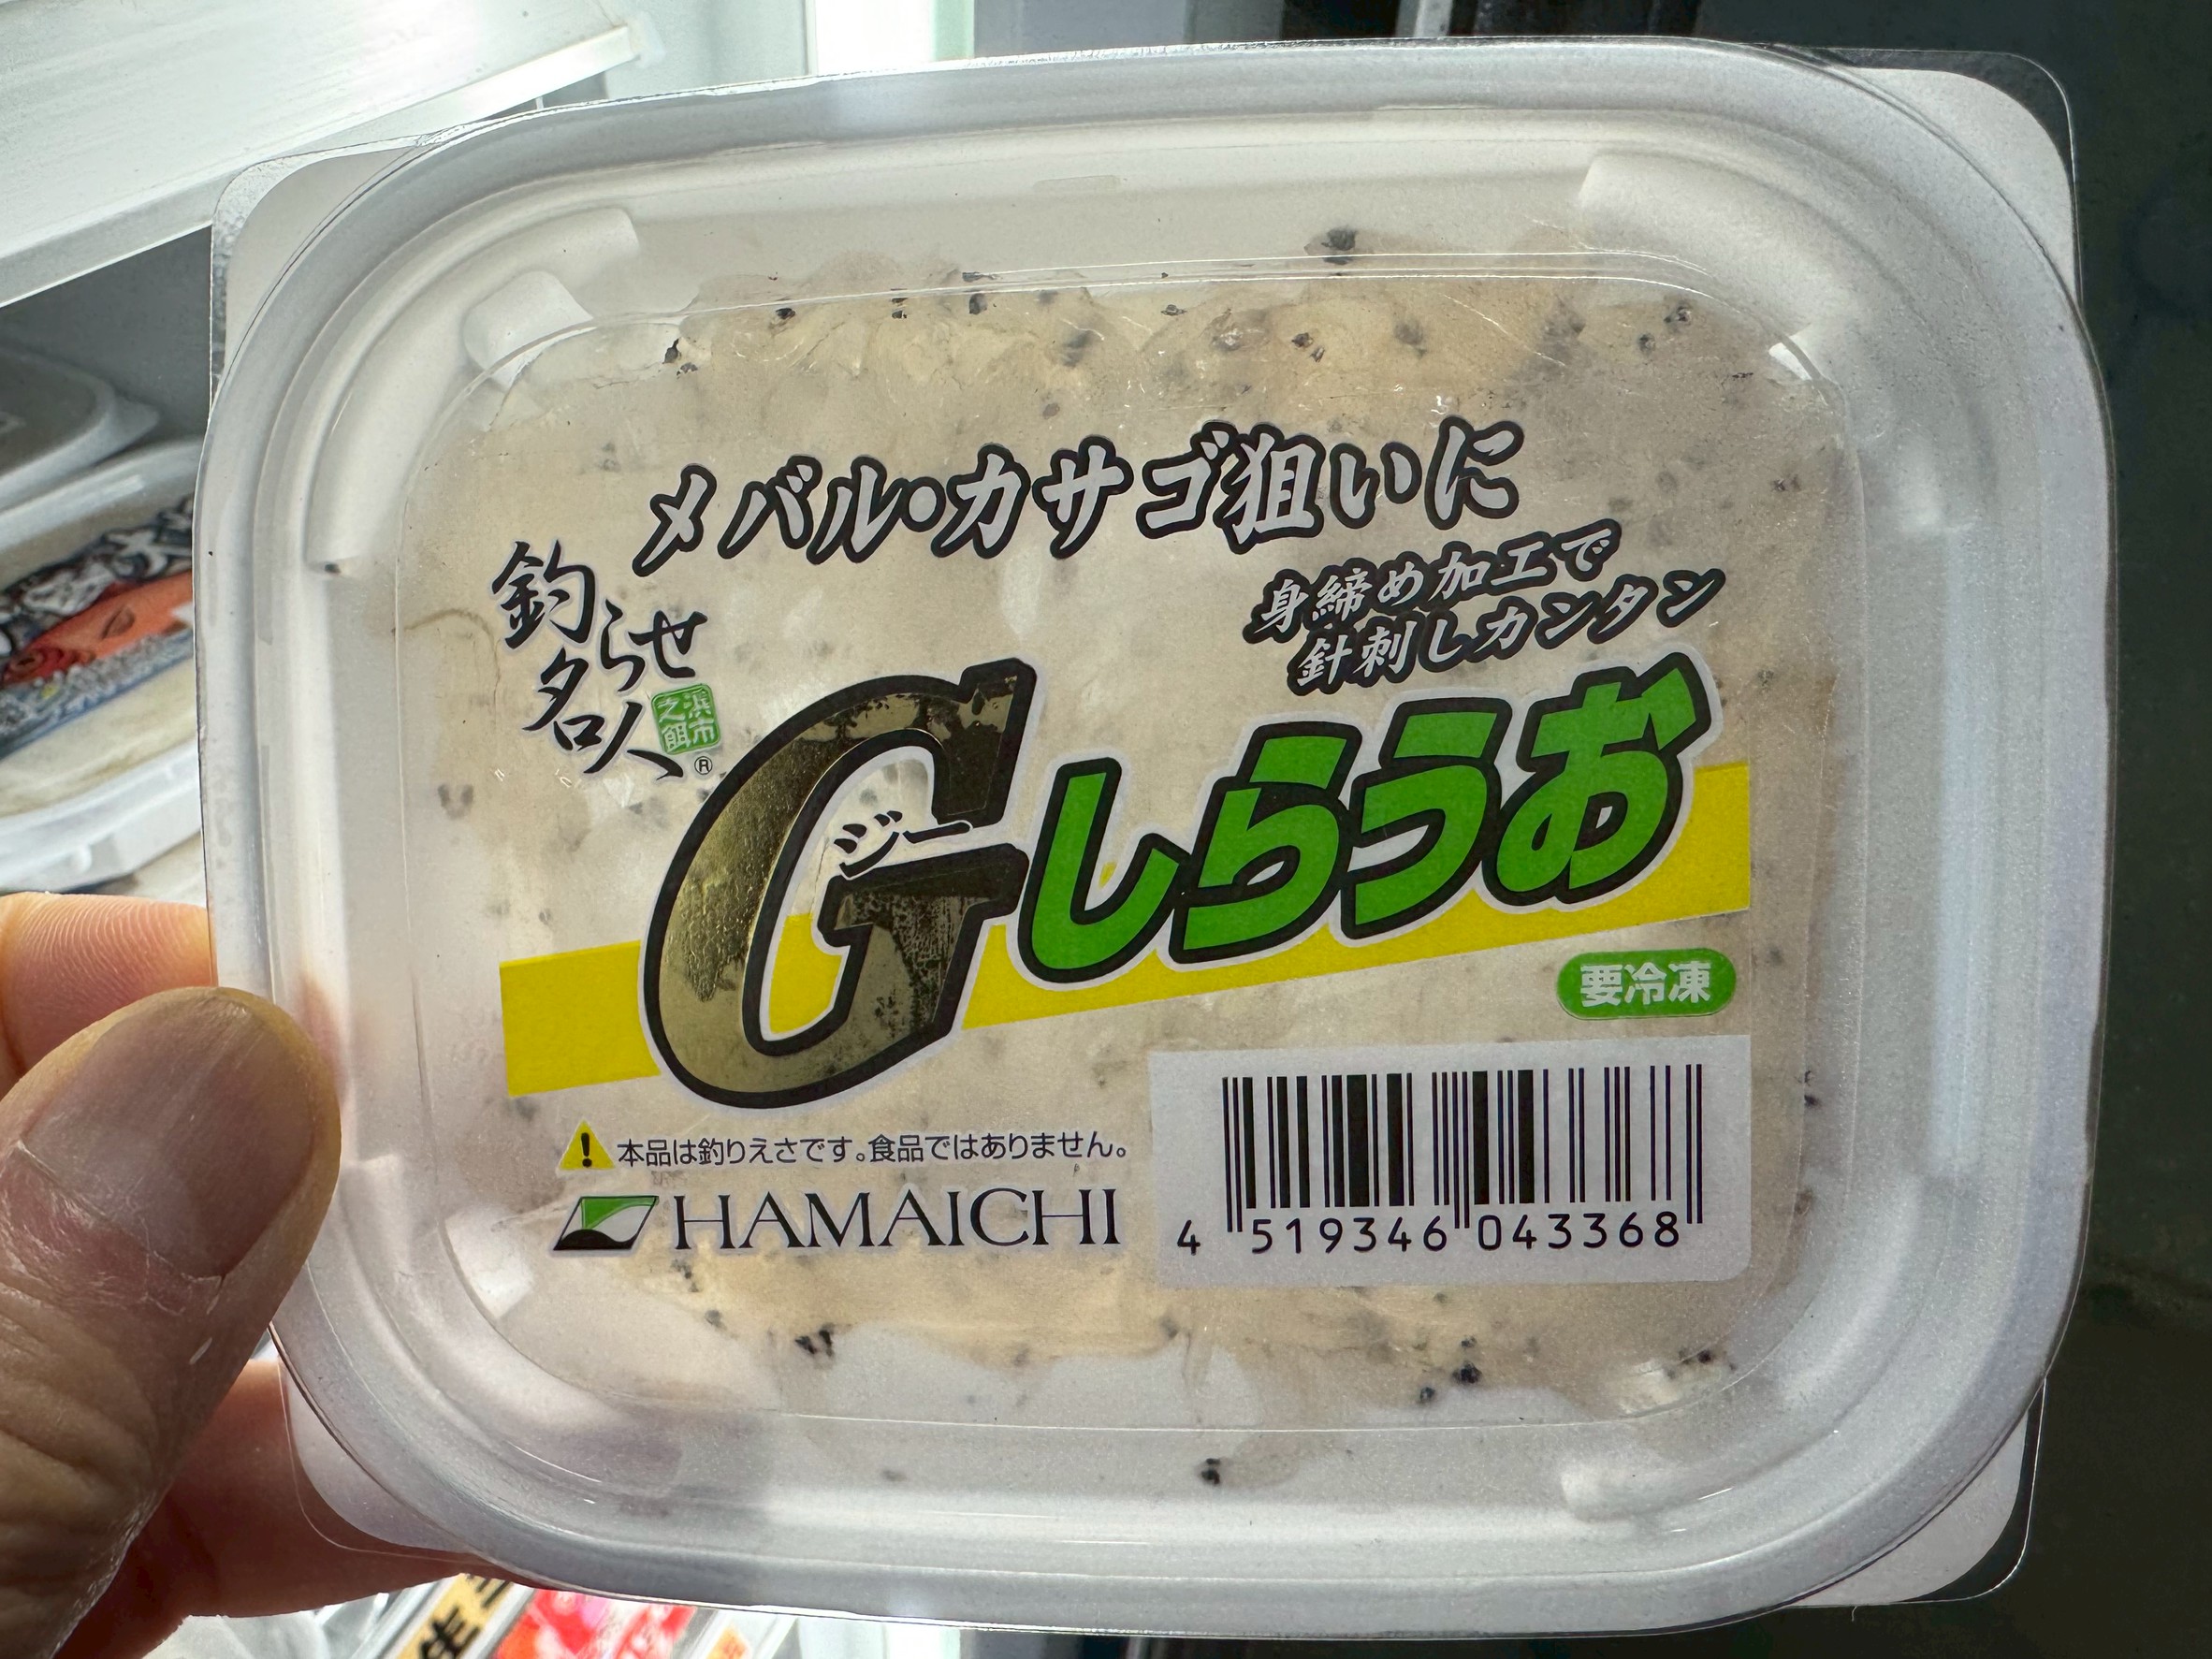 メバル・カサゴ狙いに
身締め加工で
針刺しカンタン
釣らせ
名人
浜市
之餌
®
Gしらうお
ジー
要冷凍
本品は釣りえさです。食品ではありません。
HAMAICHI
4 519346 043368
生